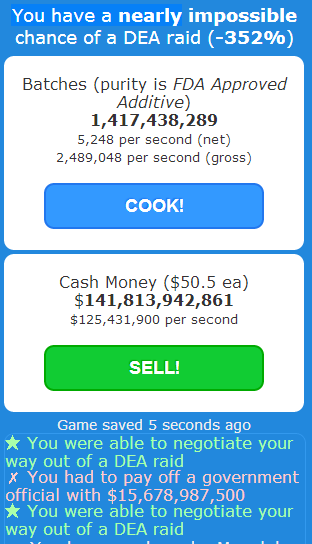 You have a nearly impossible
chance of a DEA raid (-352%)
Batches (purity is FDA Approved
Additive)
1,417,438,289
5,248 per second (net)
2,489,048 per second (gross)
COOK!
Cash Money ($50.5 ea)
$141,813,942,861
$125,431,900 per second
SELL!
Game saved 5 seconds ago
★ You were able to negotiate your
way out of a DEA raid
✗ You had to pay off a government
official with $15,678,987,500
★ You were able to negotiate your
way out of a DEA raid